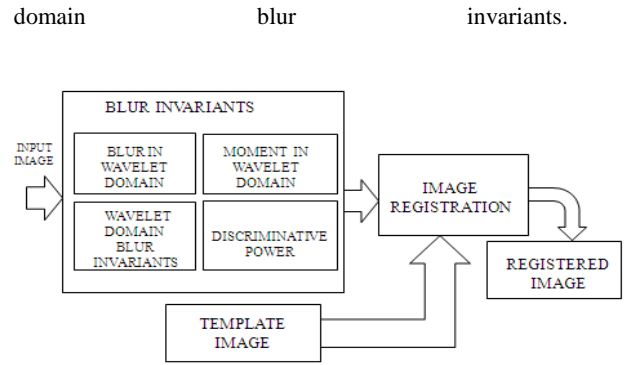 domain blur invariants.
BLUR INVARIANTS
INPUT
IMAGE
BLUR IN
WAVELET
DOMAIN
MOMENT IN
WAVELET
DOMAIN
WAVELET
DOMAIN
BLUR
INVARIANTS
DISCRIMINATIVE
POWER
IMAGE
REGISTRATION
REGISTERED
IMAGE
TEMPLATE
IMAGE